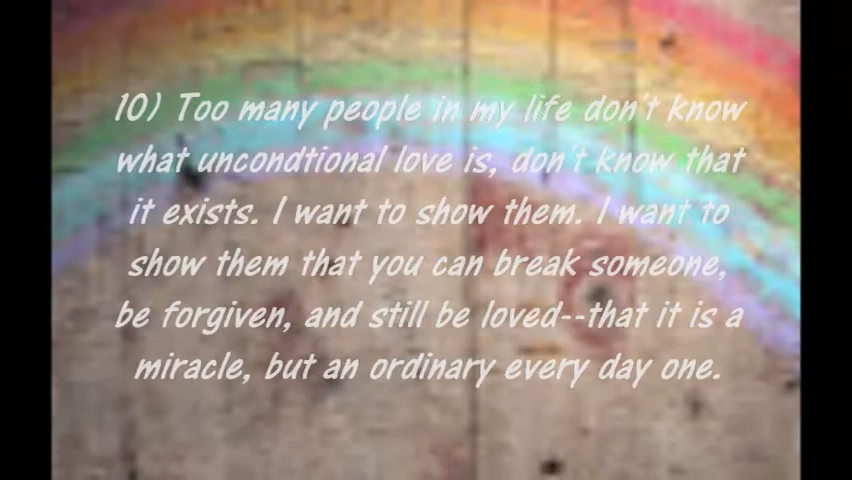 10) Too many people in my life don't know
what uncondtional love is, don't know that
it exists. I want to show them. I want to
show them that you can break someone,
be forgiven, and still be loved--that it is a
miracle, but an ordinary every day one.